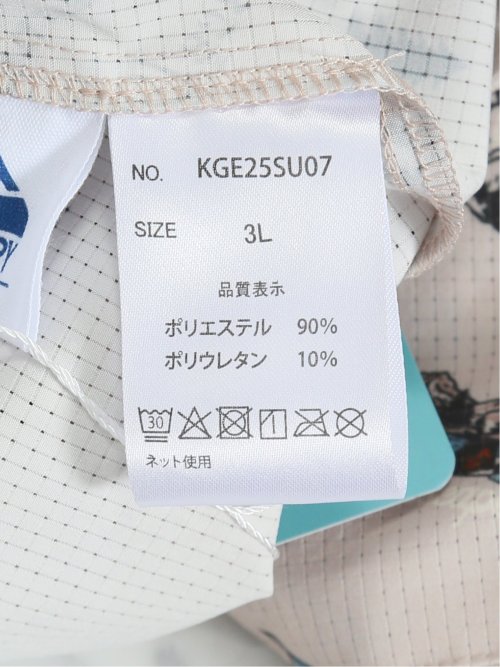 NO. KGE25SU07
SIZE 3L
品質表示
ポリエステル 90%
ポリウレタン 10%
30
ネット使用